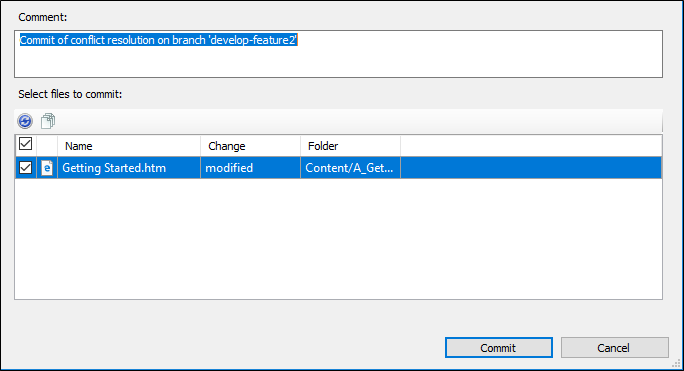 Comment:
Commit of conflict resolution on branch 'develop-feature2'
Select files to commit:
Name Change Folder
Getting Started.htm modified Content/A_Get...
Commit Cancel